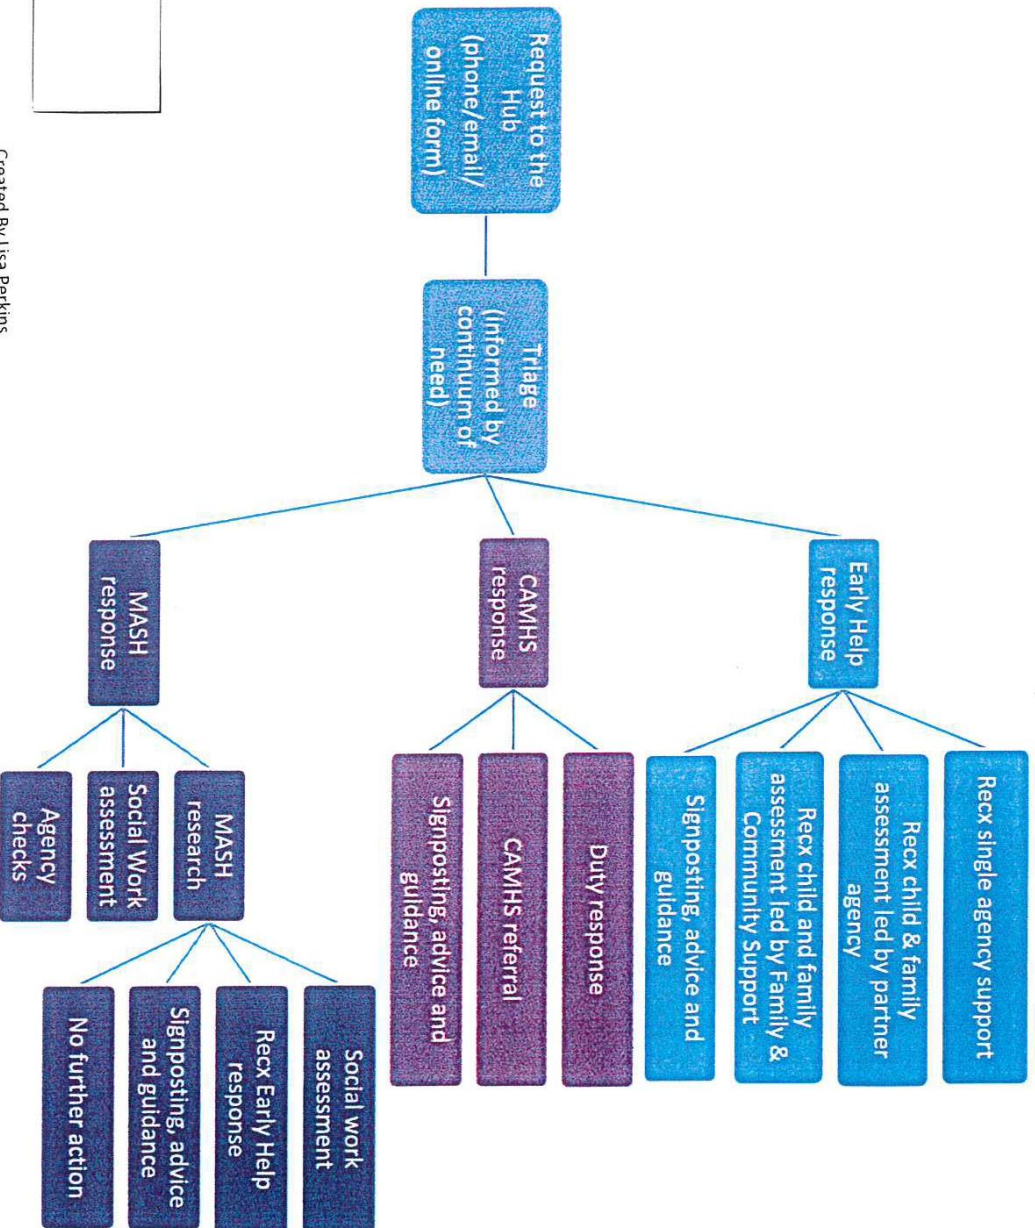 Request to the
Hub
(phone/email/
online form)
Triage
(informed by
continuum of
need)
Early Help
response
Recx single agency support
Recx child & family
assessment led by partner
agency
Recx child and family
assessment led by Family &
Community Support
Signposting, advice and
guidance
CAMHS
response
Duty response
CAMHS referral
Signposting, advice and
guidance
MASH
response
MASH
research
Social Work
assessment
Agency
checks
Social work
assessment
Recx Early Help
response
Signposting, advice
and guidance
No further action
Created By Lisa Perkins